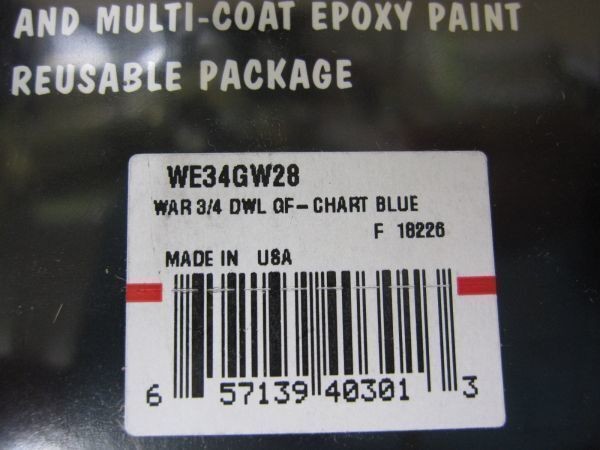 AND MULTI-COAT EPOXY PAINT
REUSABLE PACKAGE
WE34GW28
WAR 3/4 DWL GF-CHART BLUE
F 18226
MADE IN USA
6 57139 40301 3